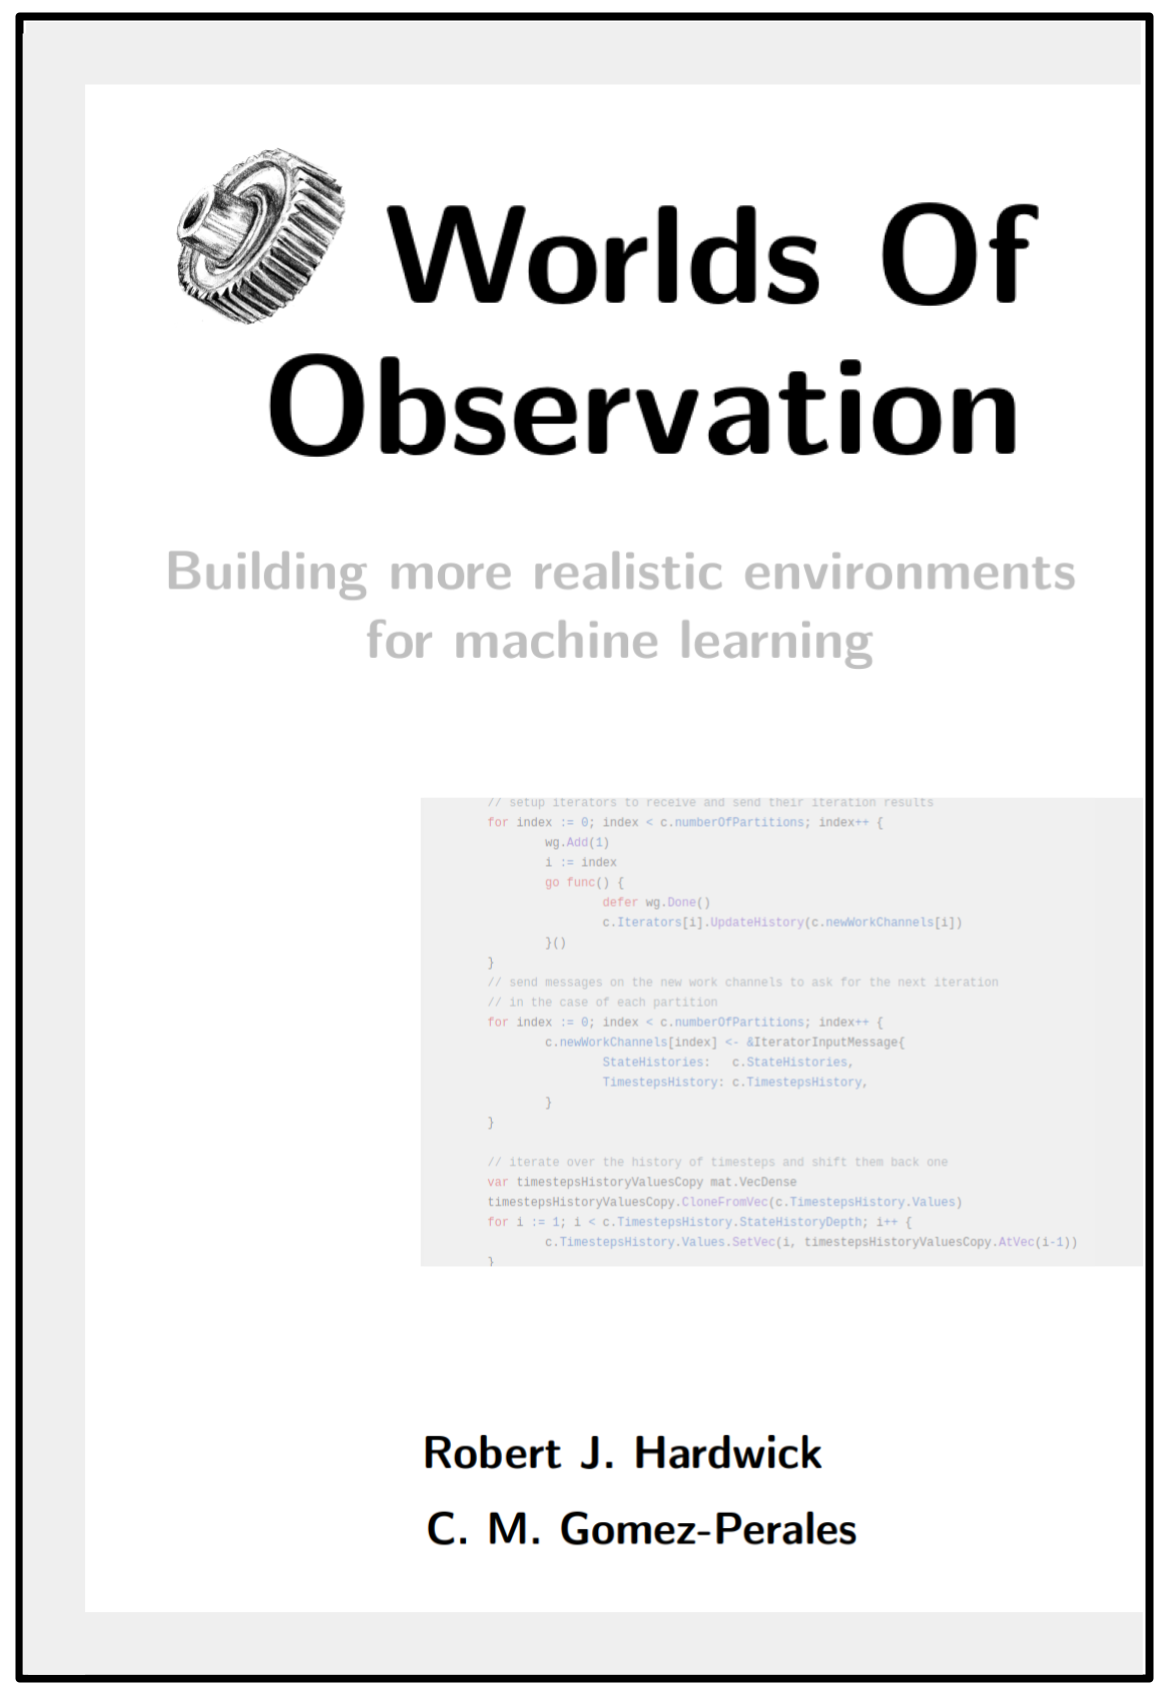 Worlds Of
Observation
Building more realistic environments
for machine learning
// setup iterators to receive and send their iteration results
for index := 0; index < c.numberOfPartitions; index++ {
wg.Add(1)
i := index
go func() {
defer wg.Done()
c.Iterators[i].UpdateHistory(c.newWorkChannels[i])
}()
}
// send messages on the new work channels to ask for the next iteration
// in the case of each partition
for index := 0; index < c.numberOfPartitions; index++ {
c.newWorkChannels[index] <- &IteratorInputMessage{
StateHistories: c.StateHistories,
TimestepsHistory: c.TimestepsHistory,
}
}
// iterate over the history of timesteps and shift them back one
var timestepsHistoryValuesCopy mat.VecDense
timestepsHistoryValuesCopy.CloneFromVec(c.TimestepsHistory.Values)
for i := 1; i < c.TimestepsHistory.StateHistoryDepth; i++ {
c.TimestepsHistory.Values.SetVec(i, timestepsHistoryValuesCopy.AtVec(i-1))
}
Robert J. Hardwick
C. M. Gomez-Perales